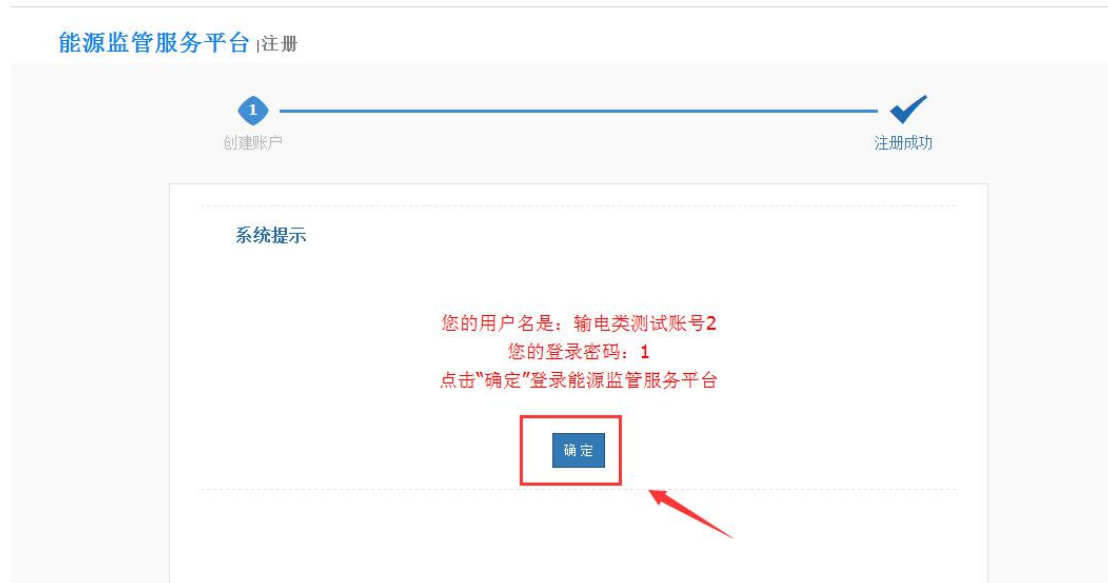 能源监管服务平台|注册
1
创建账户
注册成功
系统提示
您的用户名是：输电类测试账号2
您的登录密码：1
点击“确定”登录能源监管服务平台
确定